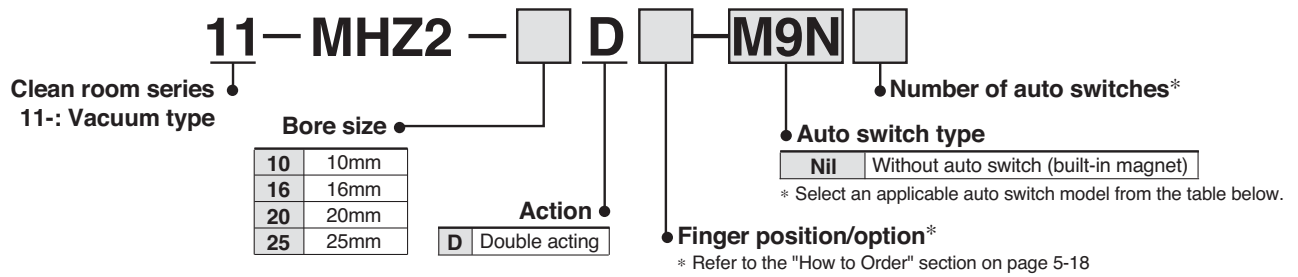 11 — MHZ2 — D — M9N
Clean room series
11-: Vacuum type
Bore size
10 10mm
16 16mm
20 20mm
25 25mm
Action
D Double acting
Number of auto switches*
Auto switch type
Nil Without auto switch (built-in magnet)
* Select an applicable auto switch model from the table below.
Finger position/option*
* Refer to the "How to Order" section on page 5-18